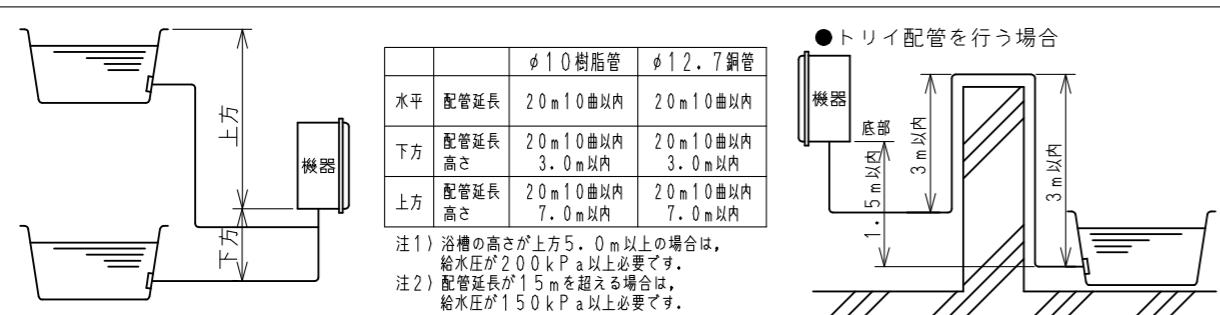 上方
下方
機器
φ10樹脂管 φ12.7銅管
水平 配管延長 20m10曲以内 20m10曲以内
下方 配管延長 20m10曲以内 20m10曲以内
高さ 3.0m以内 3.0m以内
上方 配管延長 20m10曲以内 20m10曲以内
高さ 7.0m以内 7.0m以内
注1)浴槽の高さが上方5.0m以上の場合は,
給水圧が200kPa以上必要です.
注2)配管延長が15mを超える場合は,
給水圧が150kPa以上必要です.
●トリイ配管を行う場合
機器
底部
1.5m以内
3m以内
3m以内